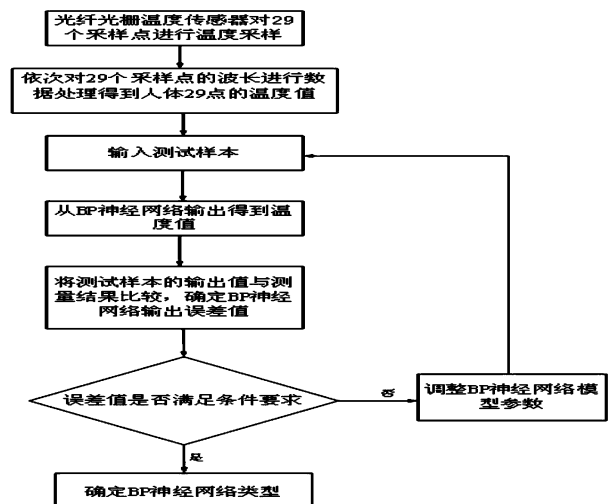 光纤光栅温度传感器对29
个采样点进行温度采样
依次对29个采样点的波长进行数
据处理得到人体29点的温度值
输入测试样本
从BP神经网络输出得到温
度值
将测试样本的输出值与测
量结果比较，确定BP神经
网络输出误差值
误差值是否满足条件要求
否
调整BP神经网络模
型参数
是
确定BP神经网络类型